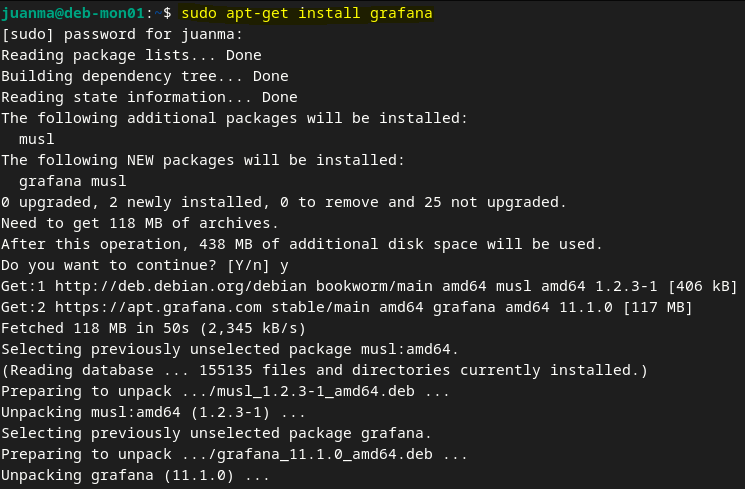 juanma@deb-mon01:~$ sudo apt-get install grafana
[sudo] password for juanma:
Reading package lists... Done
Building dependency tree... Done
Reading state information... Done
The following additional packages will be installed:
  musl
The following NEW packages will be installed:
  grafana musl
0 upgraded, 2 newly installed, 0 to remove and 25 not upgraded.
Need to get 118 MB of archives.
After this operation, 438 MB of additional disk space will be used.
Do you want to continue? [Y/n] y
Get:1 http://deb.debian.org/debian bookworm/main amd64 musl amd64 1.2.3-1 [406 kB]
Get:2 https://apt.grafana.com stable/main amd64 grafana amd64 11.1.0 [117 MB]
Fetched 118 MB in 50s (2,345 kB/s)
Selecting previously unselected package musl:amd64.
(Reading database ... 155135 files and directories currently installed.)
Preparing to unpack .../musl_1.2.3-1_amd64.deb ...
Unpacking musl:amd64 (1.2.3-1) ...
Selecting previously unselected package grafana.
Preparing to unpack .../grafana_11.1.0_amd64.deb ...
Unpacking grafana (11.1.0) ...